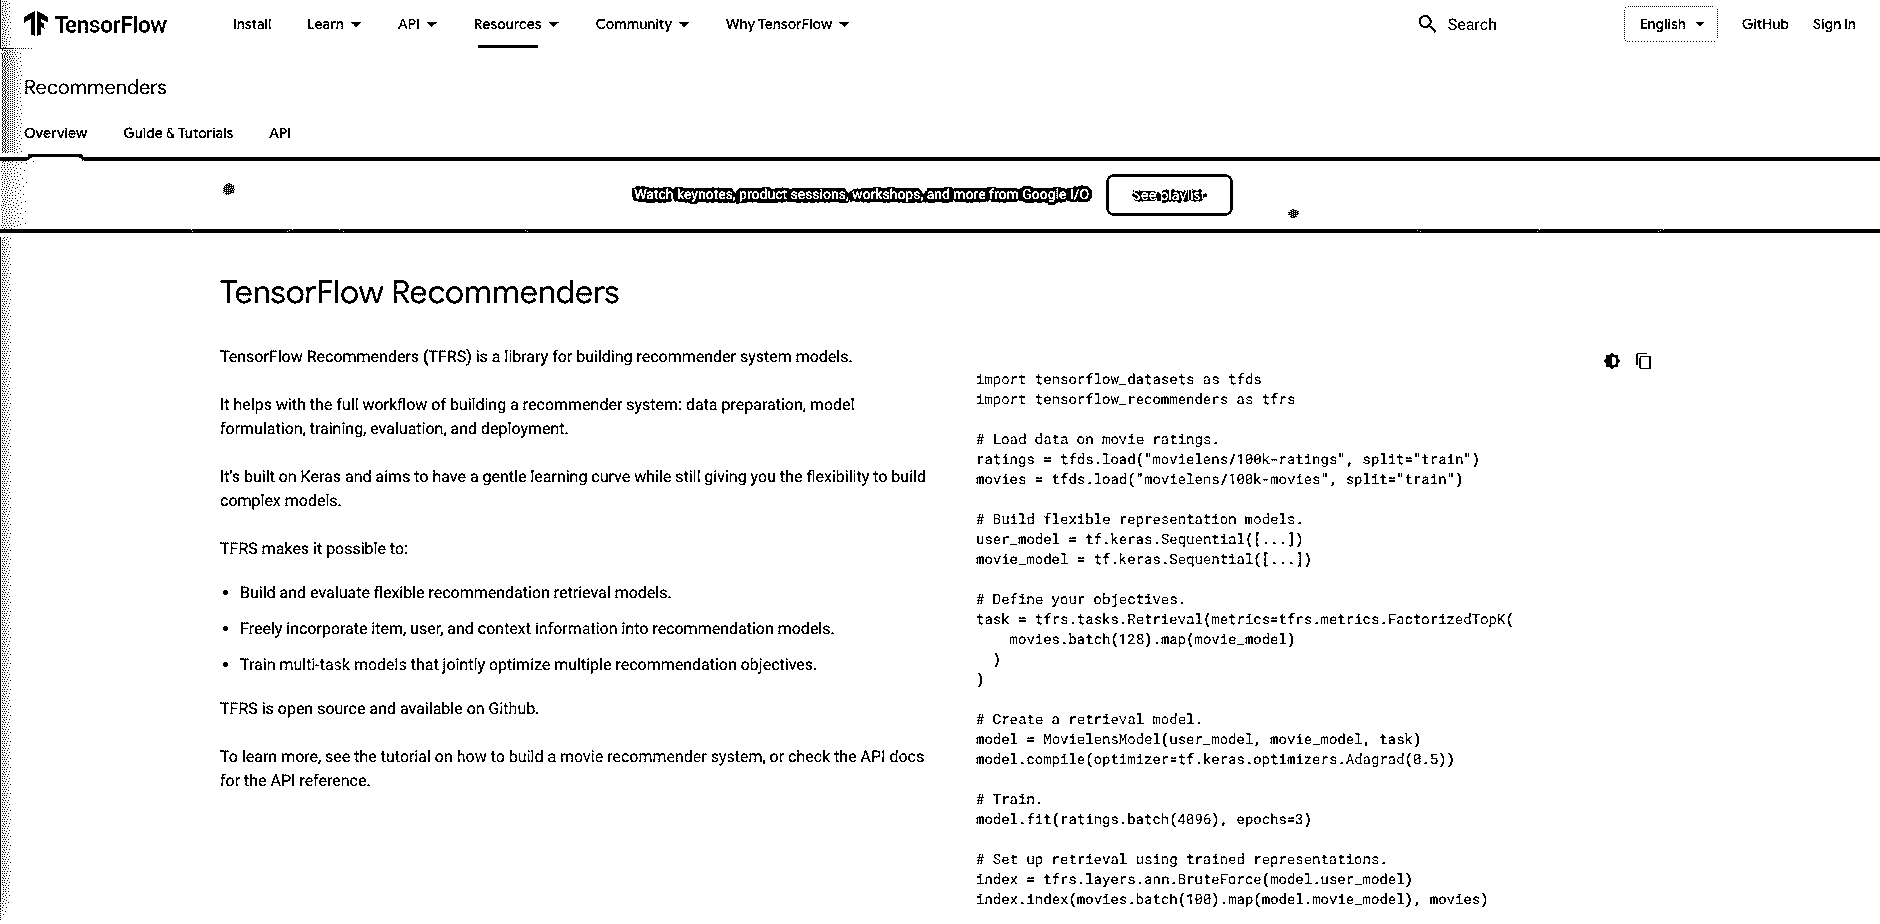 TensorFlow
Install Learn API Resources Community Why TensorFlow Search English GitHub Sign In
Recommenders
Overview Guide & Tutorials API
Watch keynotes, product sessions, workshops, and more from Google I/O See playlist
TensorFlow Recommenders
TensorFlow Recommenders (TFRS) is a library for building recommender system models.
It helps with the full workflow of building a recommender system: data preparation, model
formulation, training, evaluation, and deployment.
It's built on Keras and aims to have a gentle learning curve while still giving you the flexibility to build
complex models.
TFRS makes it possible to:
• Build and evaluate flexible recommendation retrieval models.
• Freely incorporate item, user, and context information into recommendation models.
• Train multi-task models that jointly optimize multiple recommendation objectives.
TFRS is open source and available on Github.
To learn more, see the tutorial on how to build a movie recommender system, or check the API docs
for the API reference.
import tensorflow_datasets as tfds
import tensorflow_recommenders as tfrs
# Load data on movie ratings.
ratings = tfds.load("movielens/100k-ratings", split="train")
movies = tfds.load("movielens/100k-movies", split="train")
# Build flexible representation models.
user_model = tf.keras.Sequential([...])
movie_model = tf.keras.Sequential([...])
# Define your objectives.
task = tfrs.tasks.Retrieval(metrics=tfrs.metrics.FactorizedTopK(
    movies.batch(128).map(movie_model)
  )
)
# Create a retrieval model.
model = MovielensModel(user_model, movie_model, task)
model.compile(optimizer=tf.keras.optimizers.Adagrad(0.5))
# Train.
model.fit(ratings.batch(4096), epochs=3)
# Set up retrieval using trained representations.
index = tfrs.layers.ann.BruteForce(model.user_model)
index.index(movies.batch(100).map(model.movie_model), movies)